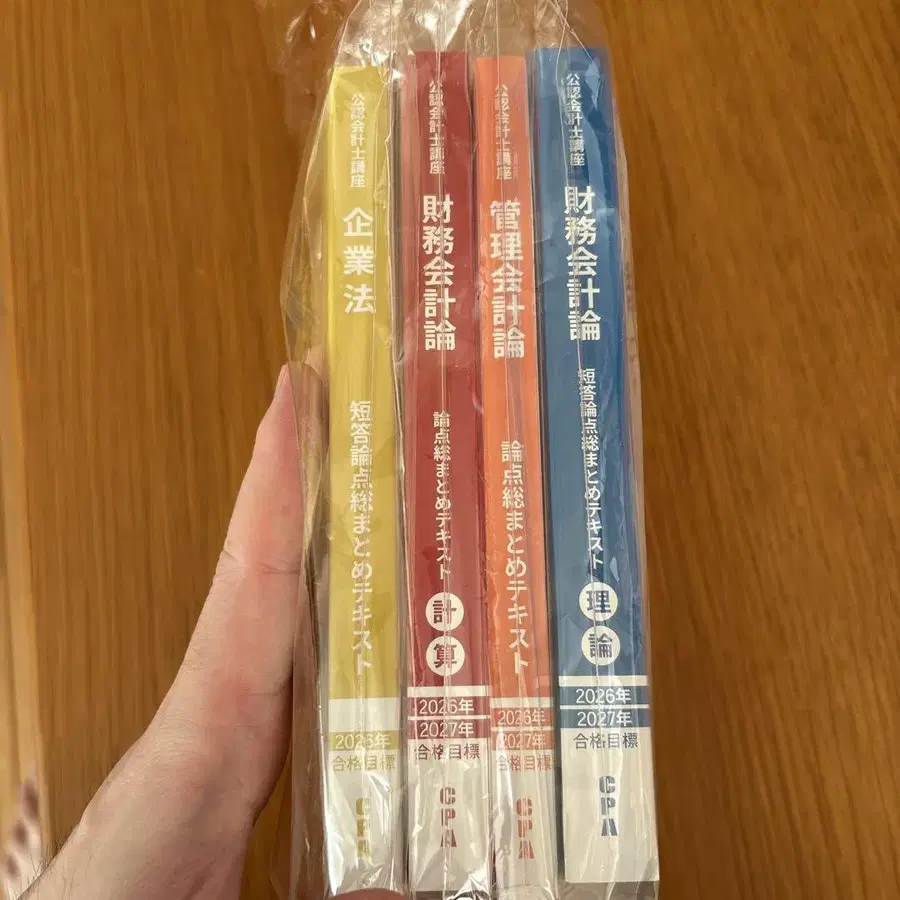 公認会計士講座
企業法
短答論点総まとめテキスト
2026年
合格目標
CPA
公認会計士講座
財務会計論
論点総まとめテキスト
計算
2026年
2027年
合格目標
CPA
公認会計士講座
管理会計論
論点総まとめテキスト
2026年
2027年
合格目標
CPA
公認会計士講座
財務会計論
短答論点総まとめテキスト
理論
2026年
2027年
合格目標
CPA